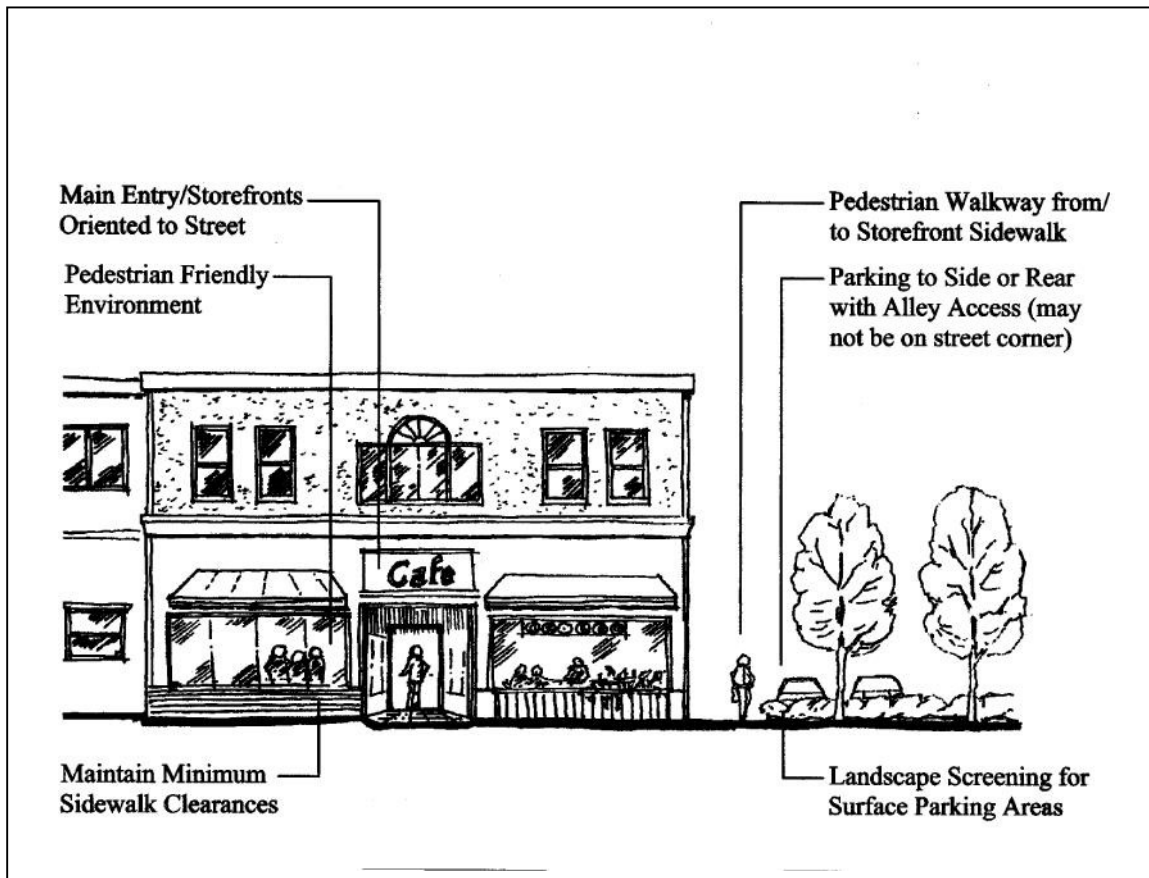 Main Entry/Storefronts
Oriented to Street
Pedestrian Friendly
Environment
Pedestrian Walkway from/
to Storefront Sidewalk
Parking to Side or Rear
with Alley Access (may
not be on street corner)
Cafe
Maintain Minimum
Sidewalk Clearances
Landscape Screening for
Surface Parking Areas